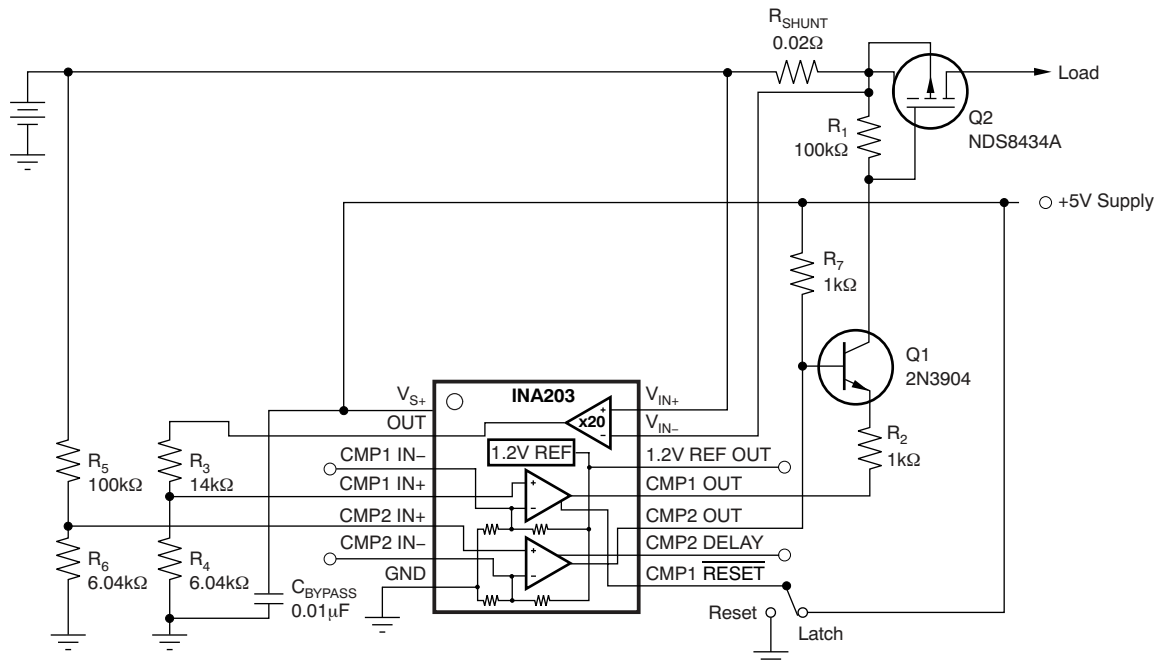 R_SHUNT
0.02Ω
Load
Q2
NDS8434A
R1
100kΩ
+5V Supply
R7
1kΩ
Q1
2N3904
R2
1kΩ
INA203
VS+
OUT
CMP1 IN−
CMP1 IN+
CMP2 IN+
CMP2 IN−
GND
x20
+
−
1.2V REF
+
−
+
−
VIN+
VIN−
1.2V REF OUT
CMP1 OUT
CMP2 OUT
CMP2 DELAY
CMP1 R̅E̅S̅E̅T̅
R5
100kΩ
R3
14kΩ
R6
6.04kΩ
R4
6.04kΩ
CBYPASS
0.01μF
Reset
Latch